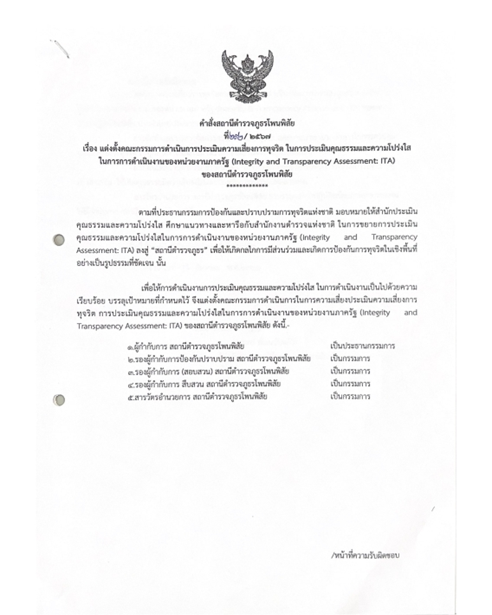 คำสั่งสถานีตำรวจภูธรโพนพิสัย
ที่ / ๒๕๖๗
เรื่อง แต่งตั้งคณะกรรมการดำเนินการประเมินความเสี่ยงการทุจริต ในการประเมินคุณธรรมและความโปร่งใส
ในการการดำเนินงานของหน่วยงานภาครัฐ (Integrity and Transparency Assessment: ITA)
ของสถานีตำรวจภูธรโพนพิสัย
*************
ตามที่ประธานกรรมการป้องกันและปราบปรามการทุจริตแห่งชาติ มอบหมายให้สำนักประเมิน
คุณธรรมและความโปร่งใส ศึกษาแนวทางและหารือกับสำนักงานตำรวจแห่งชาติ ในการขยายการประเมิน
คุณธรรมและความโปร่งใสในการการดำเนินงานของหน่วยงานภาครัฐ (Integrity and Transparency
Assessment: ITA) ลงสู่ “สถานีตำรวจภูธร” เพื่อให้เกิดกลไกการมีส่วนร่วมและเกิดการป้องกันการทุจริตในเชิงพื้นที่
อย่างเป็นรูปธรรมที่ชัดเจน นั้น
เพื่อให้การดำเนินงานการประเมินคุณธรรมและความโปร่งใส ในการดำเนินงานเป็นไปด้วยความ
เรียบร้อย บรรลุเป้าหมายที่กำหนดไว้ จึงแต่งตั้งคณะกรรมการดำเนินการในการความเสี่ยงประเมินความเสี่ยงการ
ทุจริต การประเมินคุณธรรมและความโปร่งใสในการการดำเนินงานของหน่วยงานภาครัฐ (Integrity and
Transparency Assessment: ITA) ของสถานีตำรวจภูธรโพนพิสัย ดังนี้.-
๑.ผู้กำกับการ สถานีตำรวจภูธรโพนพิสัย เป็นประธานกรรมการ
๒.รองผู้กำกับการป้องกันปราบปราม สถานีตำรวจภูธรโพนพิสัย เป็นกรรมการ
๓.รองผู้กำกับการ (สอบสวน) สถานีตำรวจภูธรโพนพิสัย เป็นกรรมการ
๔.รองผู้กำกับการ สืบสวน สถานีตำรวจภูธรโพนพิสัย เป็นกรรมการ
๕.สารวัตรอำนวยการ สถานีตำรวจภูธรโพนพิสัย เป็นกรรมการ
/หน้าที่ความรับผิดชอบ